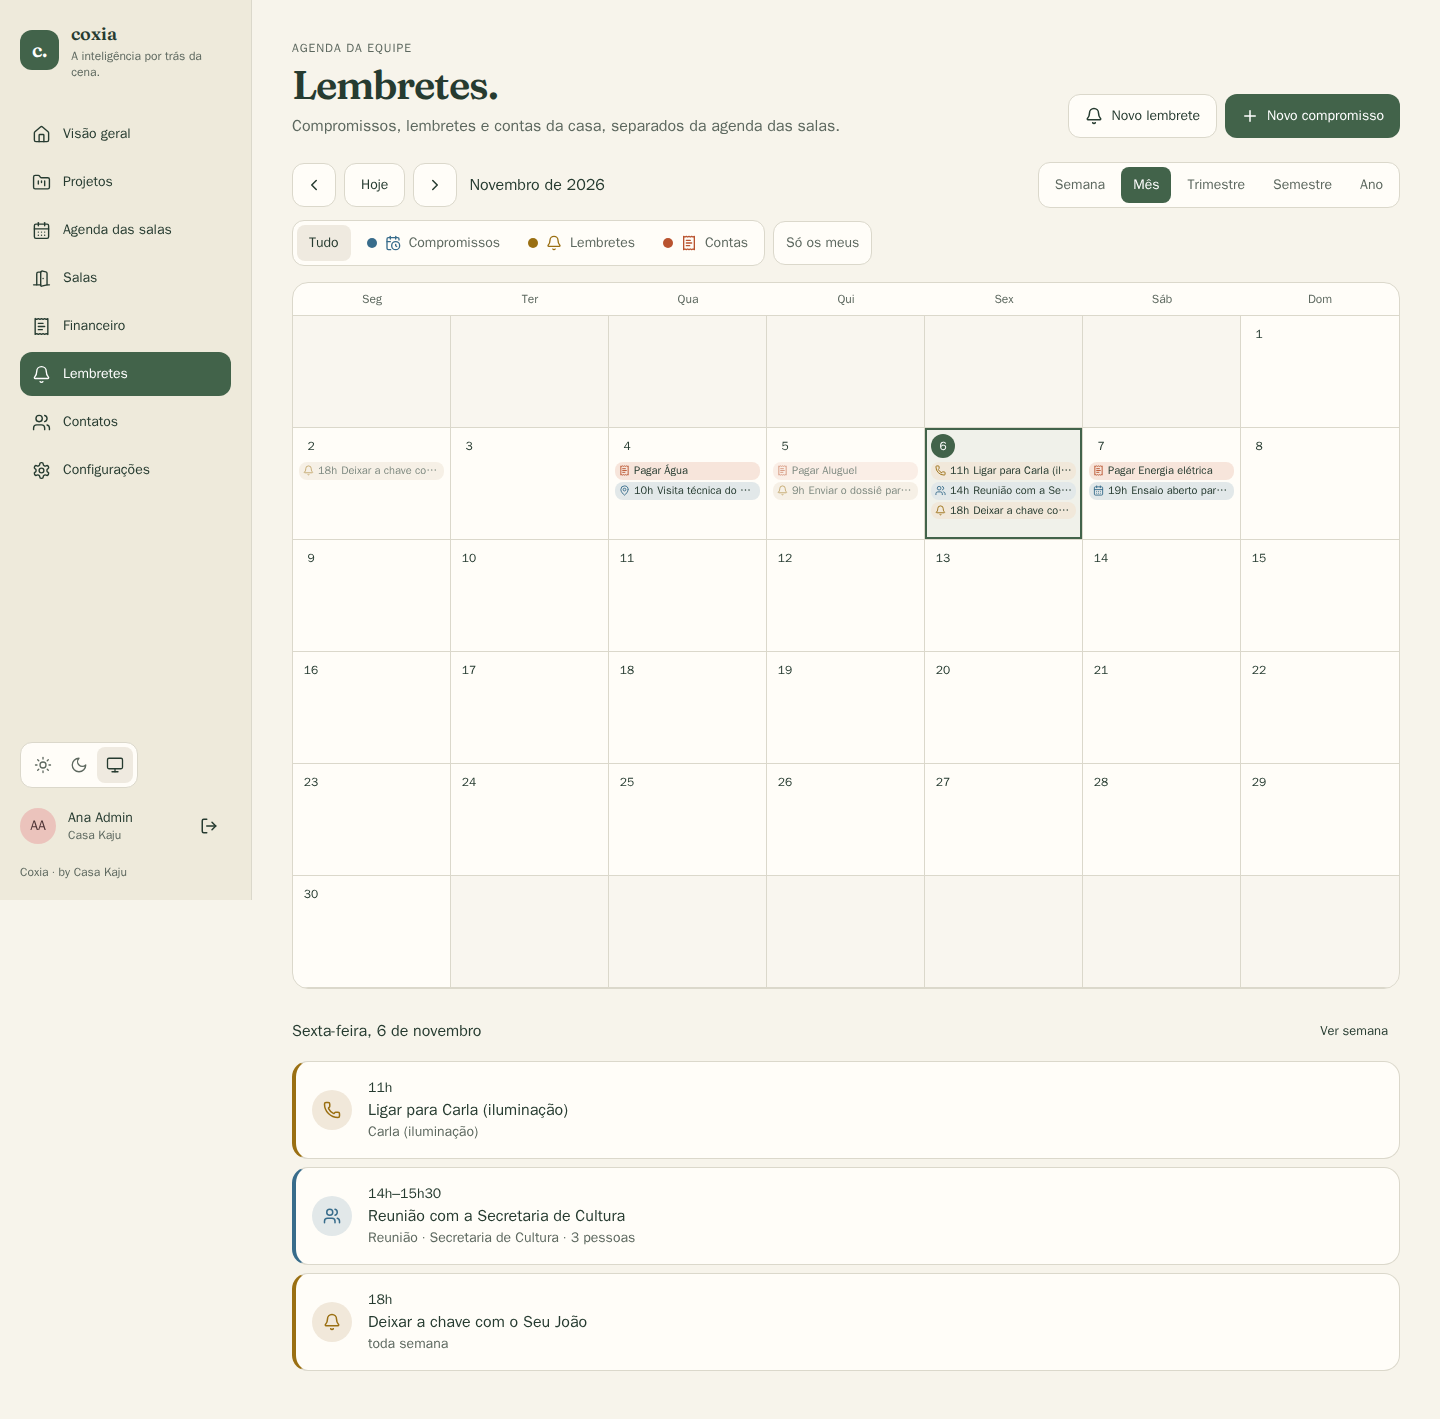 c.
coxia
A inteligência por trás da
cena.
Visão geral
Projetos
Agenda das salas
Salas
Financeiro
Lembretes
Contatos
Configurações
AA
Ana Admin
Casa Kaju
Coxia · by Casa Kaju
AGENDA DA EQUIPE
Lembretes.
Compromissos, lembretes e contas da casa, separados da agenda das salas.
Novo lembrete
Novo compromisso
Hoje
Novembro de 2026
Semana Mês Trimestre Semestre Ano
Tudo Compromissos Lembretes Contas Só os meus
Seg Ter Qua Qui Sex Sáb Dom
1
2 3 4 5 6 7 8
18h Deixar a chave co...
Pagar Água
10h Visita técnica do ...
Pagar Aluguel
9h Enviar o dossiê par...
11h Ligar para Carla (il...
14h Reunião com a Se...
18h Deixar a chave co...
Pagar Energia elétrica
19h Ensaio aberto par...
9 10 11 12 13 14 15
16 17 18 19 20 21 22
23 24 25 26 27 28 29
30
Sexta-feira, 6 de novembro
Ver semana
11h
Ligar para Carla (iluminação)
Carla (iluminação)
14h–15h30
Reunião com a Secretaria de Cultura
Reunião · Secretaria de Cultura · 3 pessoas
18h
Deixar a chave com o Seu João
toda semana